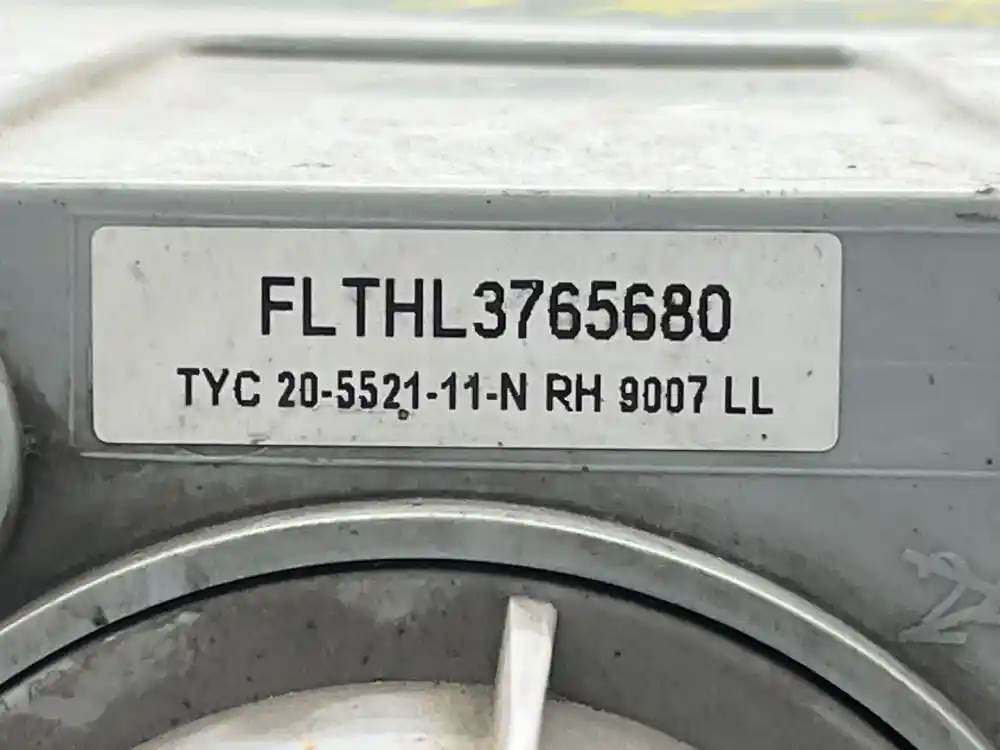 FLTHL3765680
TYC 20-5521-11-N RH 9007 LL